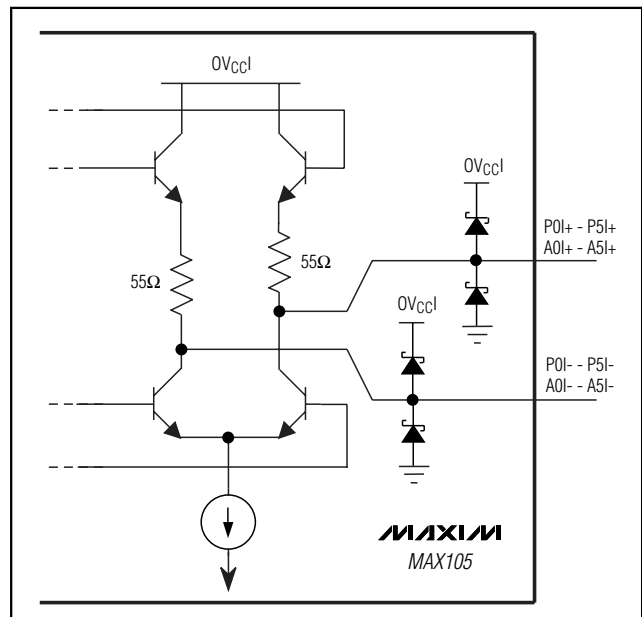 OVCCI
OVCCI
P0I+ - P5I+
A0I+ - A5I+
55Ω
55Ω
OVCCI
P0I- - P5I-
A0I- - A5I-
MAXIM
MAX105